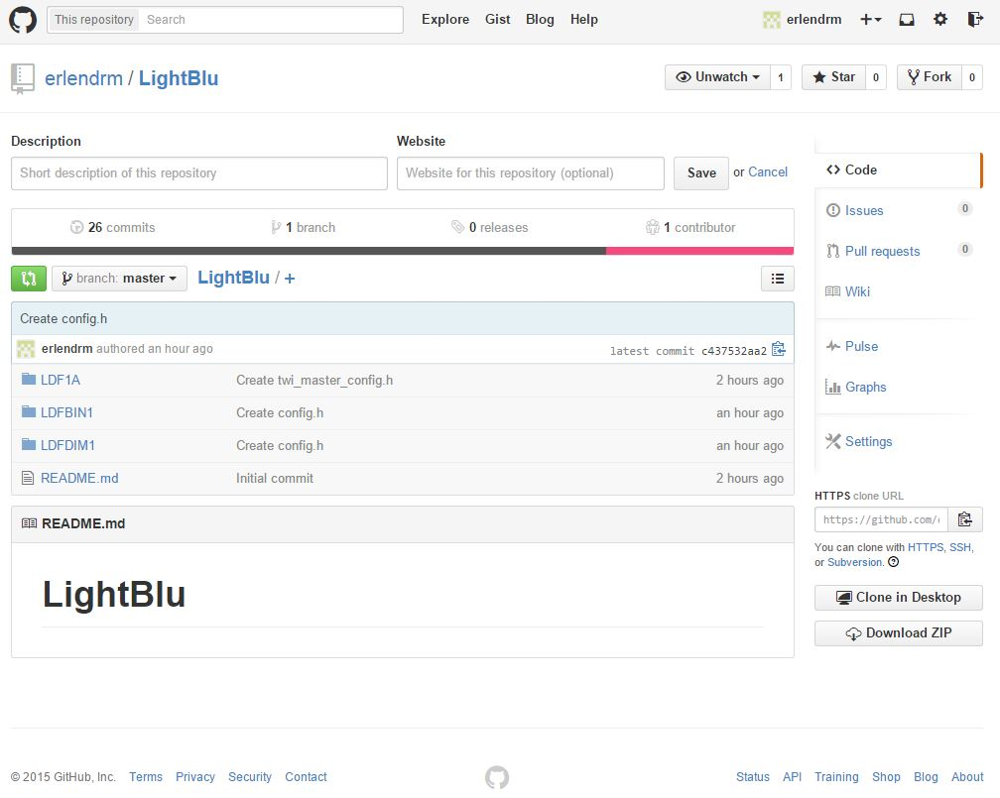 This repository Search Explore Gist Blog Help erlendrm
erlendrm / LightBlu Unwatch 1 Star 0 Fork 0
Description Website
Short description of this repository Website for this repository (optional) Save or Cancel
26 commits 1 branch 0 releases 1 contributor
branch: master LightBlu / +
Create config.h
erlendrm authored an hour ago latest commit c437532aa2
LDF1A Create twi_master_config.h 2 hours ago
LDFBIN1 Create config.h an hour ago
LDFDIM1 Create config.h an hour ago
README.md Initial commit 2 hours ago
README.md
LightBlu
Code
Issues 0
Pull requests 0
Wiki
Pulse
Graphs
Settings
HTTPS clone URL
https://github.com/
You can clone with HTTPS, SSH,
or Subversion.
Clone in Desktop
Download ZIP
© 2015 GitHub, Inc. Terms Privacy Security Contact Status API Training Shop Blog About